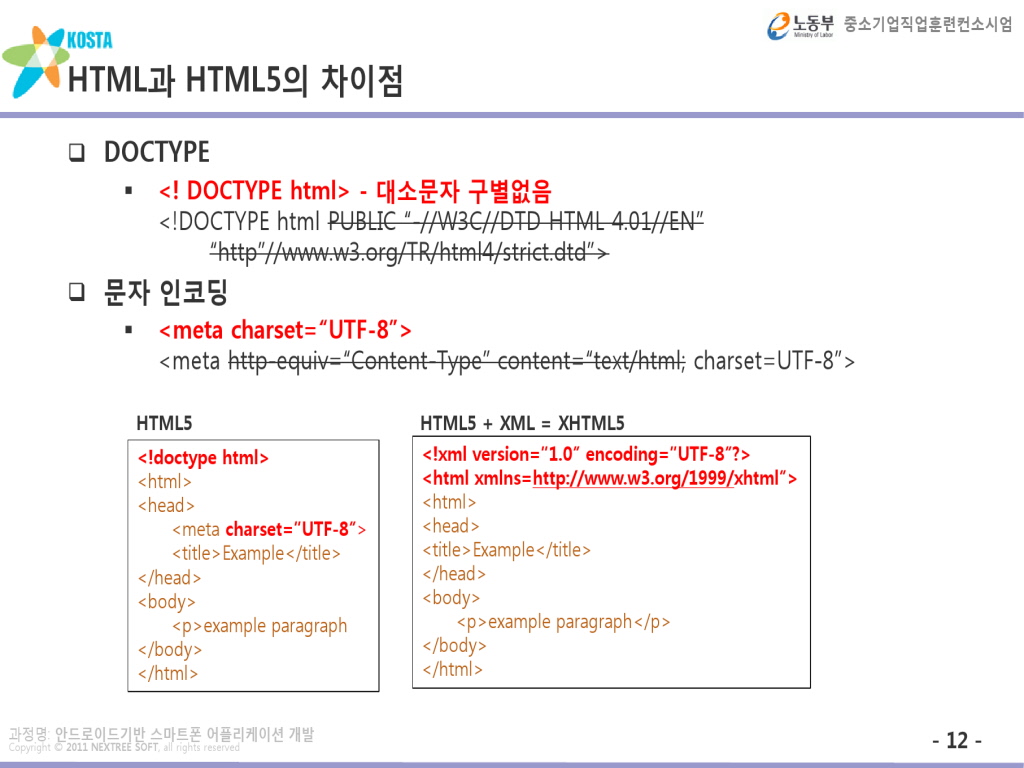 노동부 중소기업직업훈련컨소시엄
Ministry of Labor
KOSTA
HTML과 HTML5의 차이점
❑ DOCTYPE
▪ <! DOCTYPE html> - 대소문자 구별없음
<!DOCTYPE html PUBLIC “-//W3C//DTD HTML 4.01//EN”
“http”//www.w3.org/TR/html4/strict.dtd”>
❑ 문자 인코딩
▪ <meta charset=“UTF-8”>
<meta http-equiv=“Content-Type” content=“text/html; charset=UTF-8”>
HTML5
<!doctype html>
<html>
<head>
<meta charset=“UTF-8”>
<title>Example</title>
</head>
<body>
<p>example paragraph
</body>
</html>
HTML5 + XML = XHTML5
<!xml version=“1.0” encoding=“UTF-8”?>
<html xmlns=http://www.w3.org/1999/xhtml”>
<html>
<head>
<title>Example</title>
</head>
<body>
<p>example paragraph</p>
</body>
</html>
과정명: 안드로이드기반 스마트폰 어플리케이션 개발
Copyright © 2011 NEXTREE SOFT, all rights reserved
- 12 -